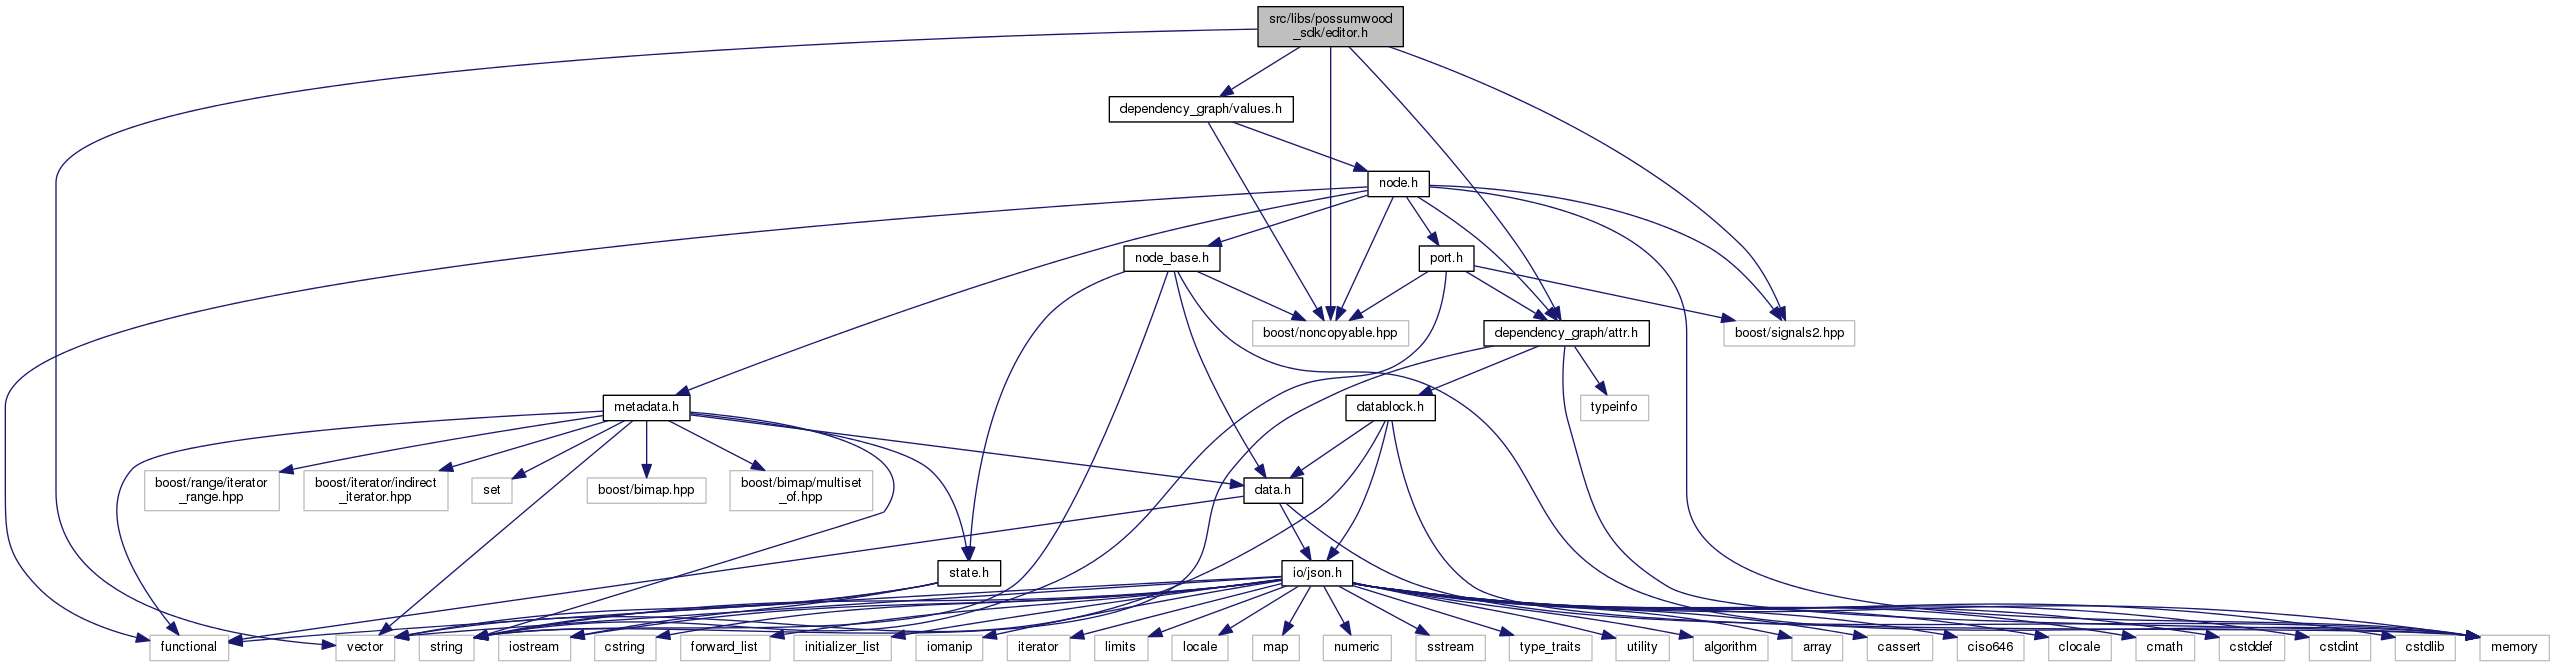 src/libs/possumwood
_sdk/editor.h
dependency_graph/values.h
node.h
node_base.h
port.h
boost/noncopyable.hpp
dependency_graph/attr.h
boost/signals2.hpp
metadata.h
datablock.h
typeinfo
boost/range/iterator
_range.hpp
boost/iterator/indirect
_iterator.hpp
set
boost/bimap.hpp
boost/bimap/multiset
_of.hpp
data.h
state.h
io/json.h
functional
vector
string
iostream
cstring
forward_list
initializer_list
iomanip
iterator
limits
locale
map
numeric
sstream
type_traits
utility
algorithm
array
cassert
ciso646
clocale
cmath
cstddef
cstdint
cstdlib
memory